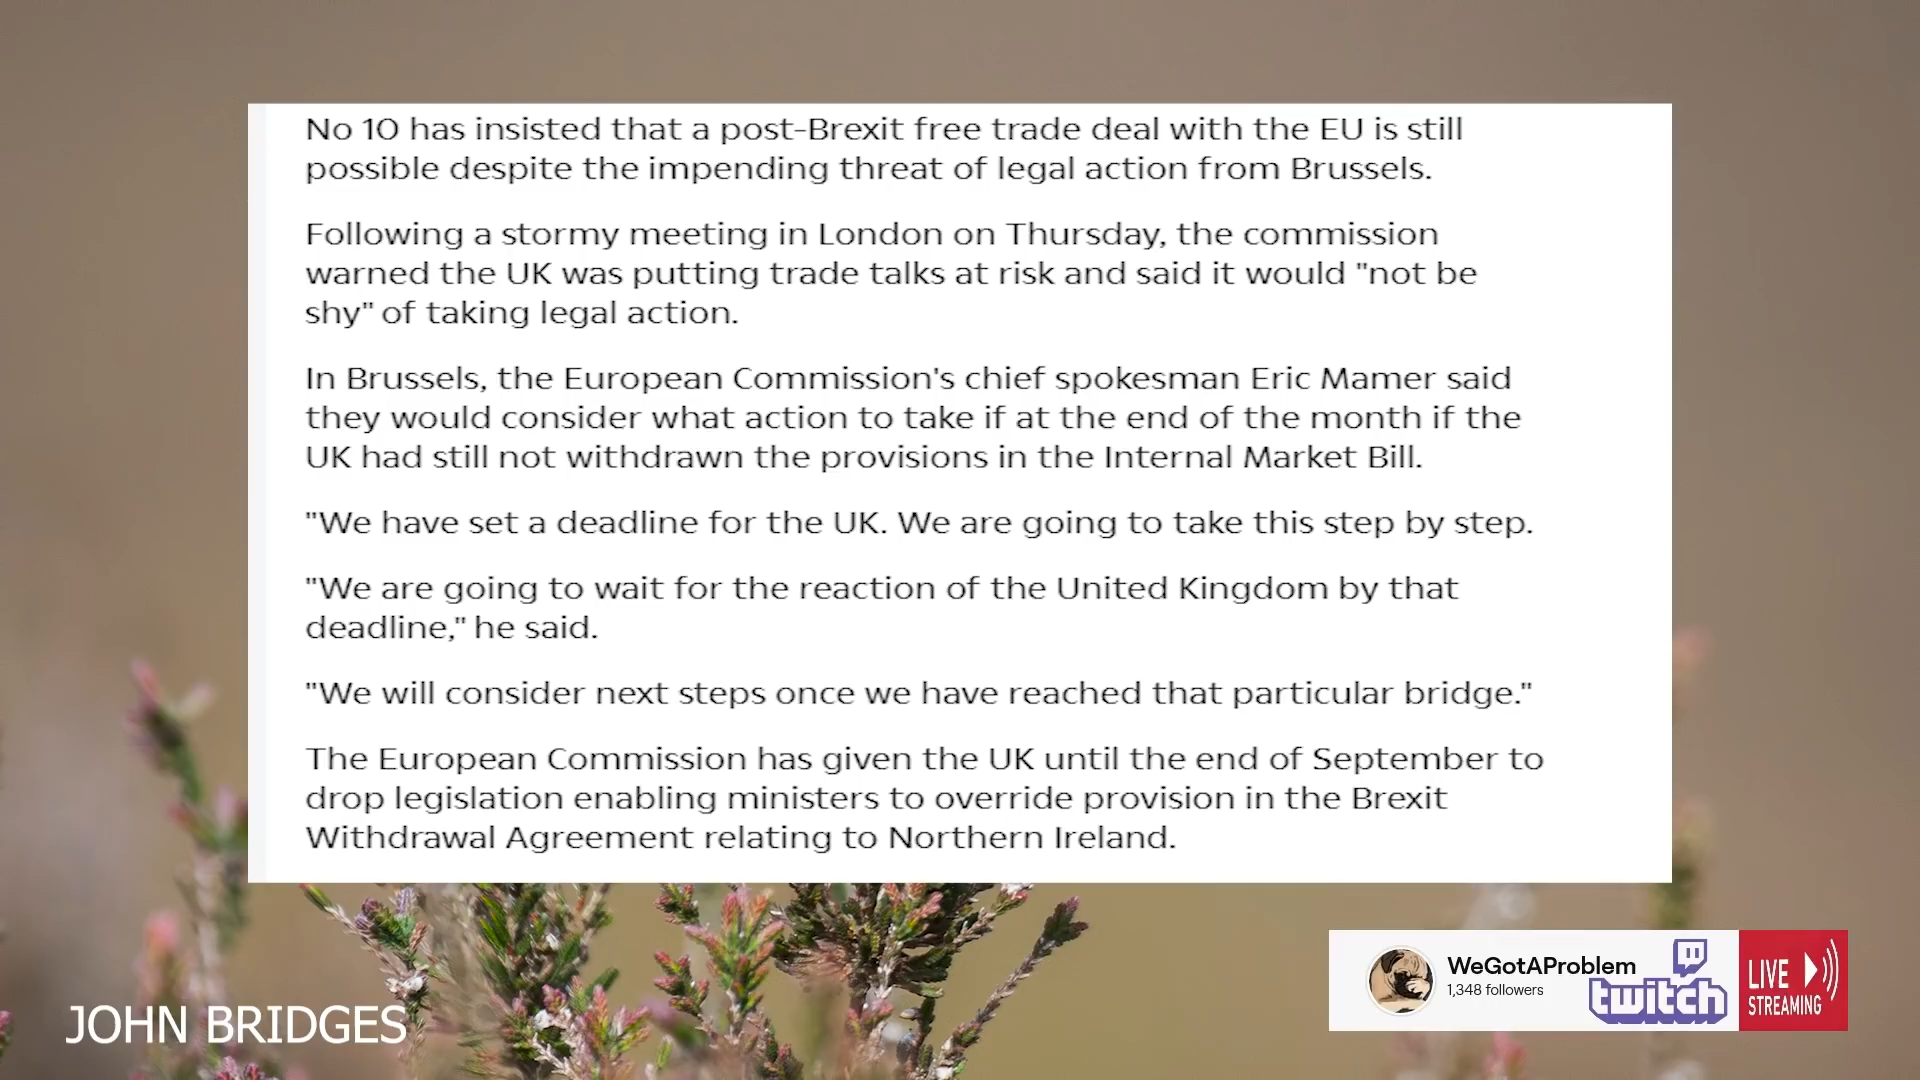 No 10 has insisted that a post-Brexit free trade deal with the EU is still
possible despite the impending threat of legal action from Brussels.
Following a stormy meeting in London on Thursday, the commission
warned the UK was putting trade talks at risk and said it would "not be
shy" of taking legal action.
In Brussels, the European Commission's chief spokesman Eric Mamer said
they would consider what action to take if at the end of the month if the
UK had still not withdrawn the provisions in the Internal Market Bill.
"We have set a deadline for the UK. We are going to take this step by step.
"We are going to wait for the reaction of the United Kingdom by that
deadline," he said.
"We will consider next steps once we have reached that particular bridge."
The European Commission has given the UK until the end of September to
drop legislation enabling ministers to override provision in the Brexit
Withdrawal Agreement relating to Northern Ireland.
JOHN BRIDGES
WeGotAProblem
1,348 followers
twitch
LIVE
STREAMING